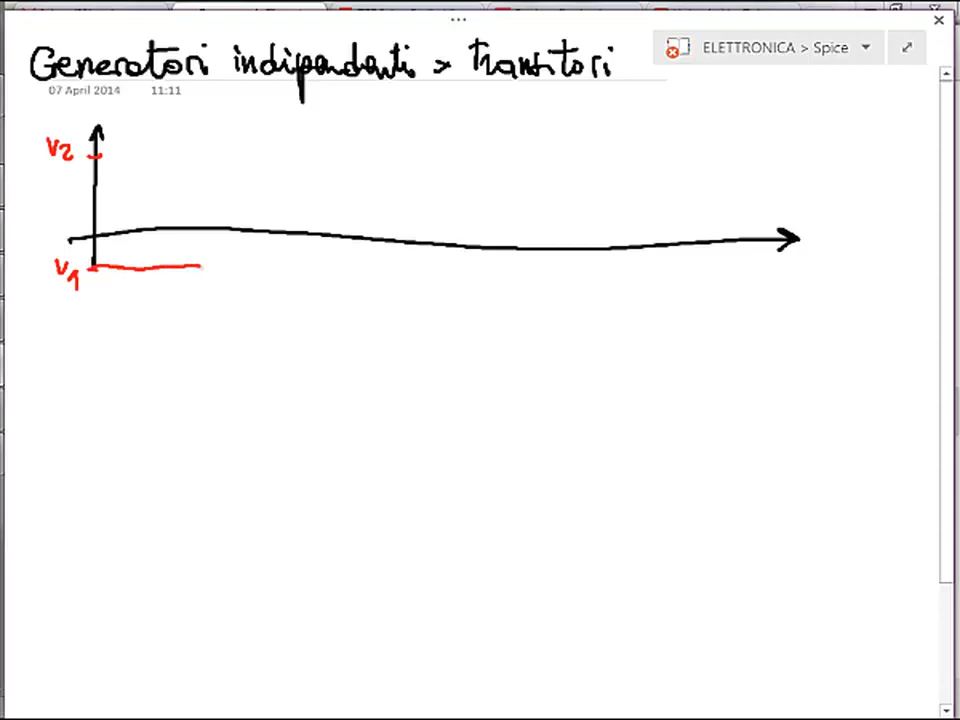 Generatori indipendenti > transitori
ELETTRONICA > Spice
07 April 2014 11:11
V2
V1